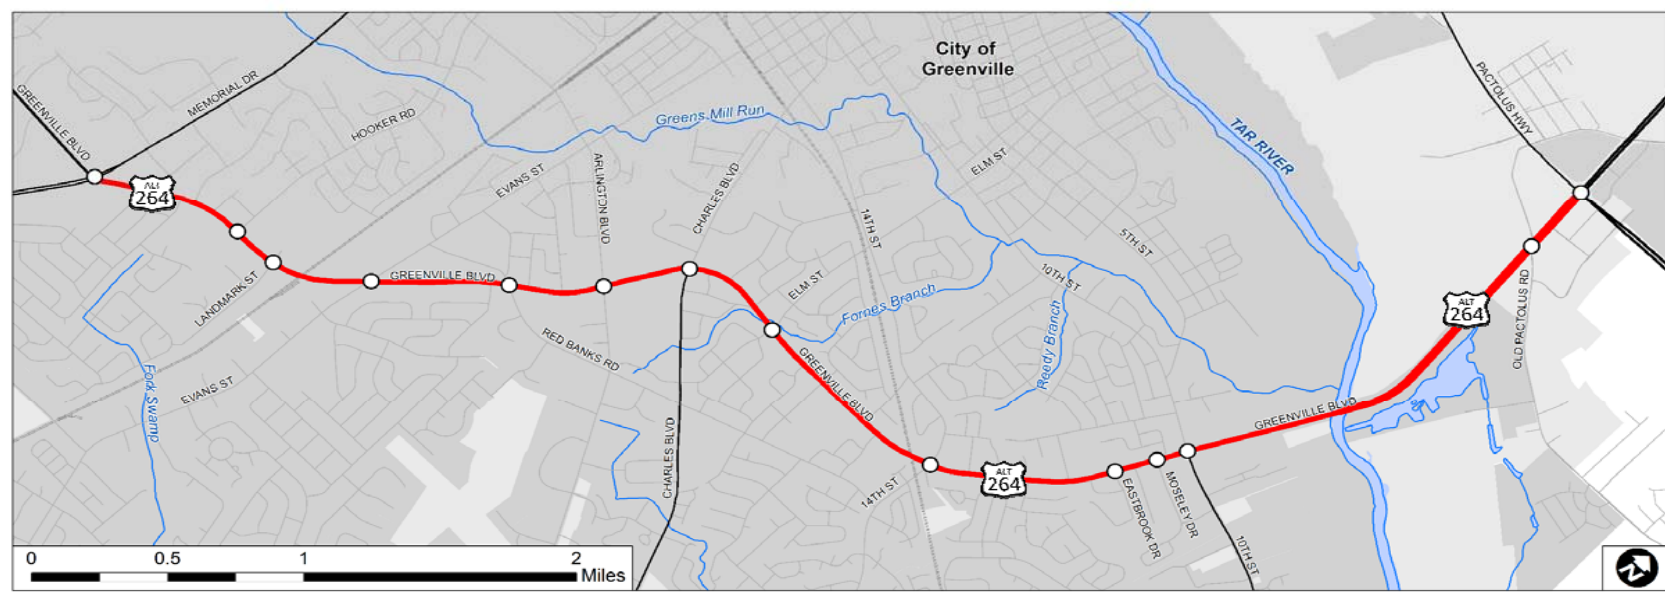 City of
Greenville
GREENVILLE BLVD
MEMORIAL DR
HOOKER RD
Greens Mill Run
PACTOLUS HWY
TAR RIVER
ALT
264
EVANS ST
ARLINGTON BLVD
CHARLES BLVD
ELM ST
14TH ST
5TH ST
10TH ST
LANDMARK ST
GREENVILLE BLVD
ELM ST
Fornes Branch
Reedy Branch
ALT
264
OLD PACTOLUS RD
RED BANKS RD
GREENVILLE BLVD
Fork Swamp
EVANS ST
GREENVILLE BLVD
CHARLES BLVD
14TH ST
ALT
264
EASTBROOK DR
MOSELEY DR
10TH ST
0 0.5 1 2
Miles
N